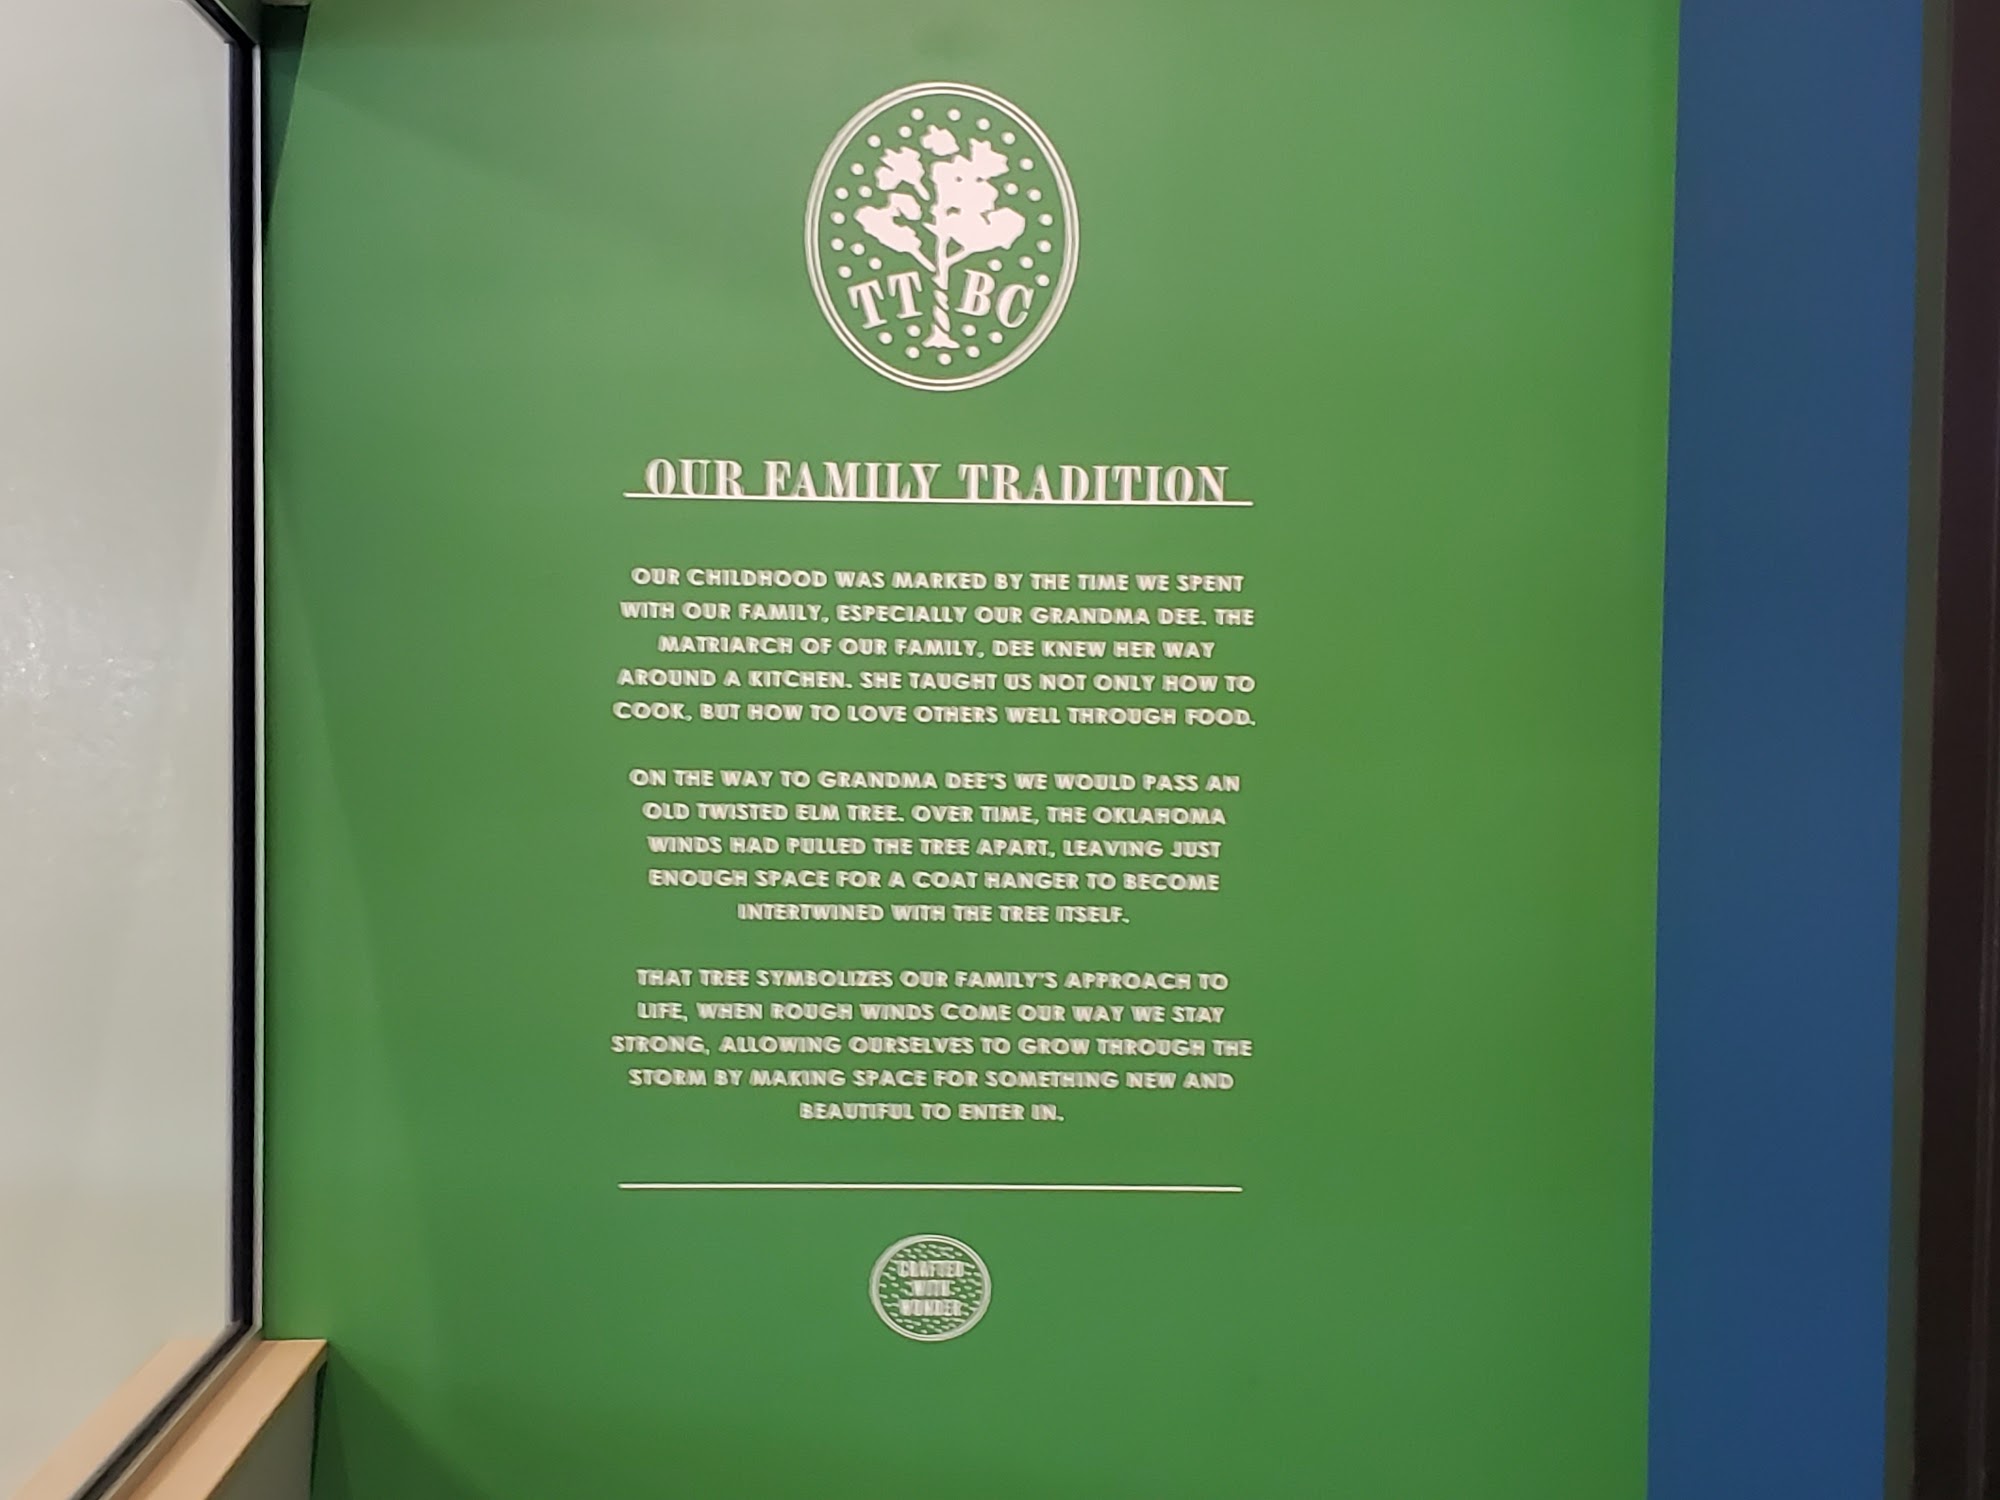 TT BC
OUR FAMILY TRADITION
OUR CHILDHOOD WAS MARKED BY THE TIME WE SPENT
WITH OUR FAMILY, ESPECIALLY OUR GRANDMA DEE. THE
MATRIARCH OF OUR FAMILY, DEE KNEW HER WAY
AROUND A KITCHEN. SHE TAUGHT US NOT ONLY HOW TO
COOK, BUT HOW TO LOVE OTHERS WELL THROUGH FOOD.
ON THE WAY TO GRANDMA DEE'S WE WOULD PASS AN
OLD TWISTED ELM TREE. OVER TIME, THE OKLAHOMA
WINDS HAD PULLED THE TREE APART, LEAVING JUST
ENOUGH SPACE FOR A COAT HANGER TO BECOME
INTERTWINED WITH THE TREE ITSELF.
THAT TREE SYMBOLIZES OUR FAMILY'S APPROACH TO
LIFE, WHEN ROUGH WINDS COME OUR WAY WE STAY
STRONG, ALLOWING OURSELVES TO GROW THROUGH THE
STORM BY MAKING SPACE FOR SOMETHING NEW AND
BEAUTIFUL TO ENTER IN.
CRAFTED
WITH
WONDER